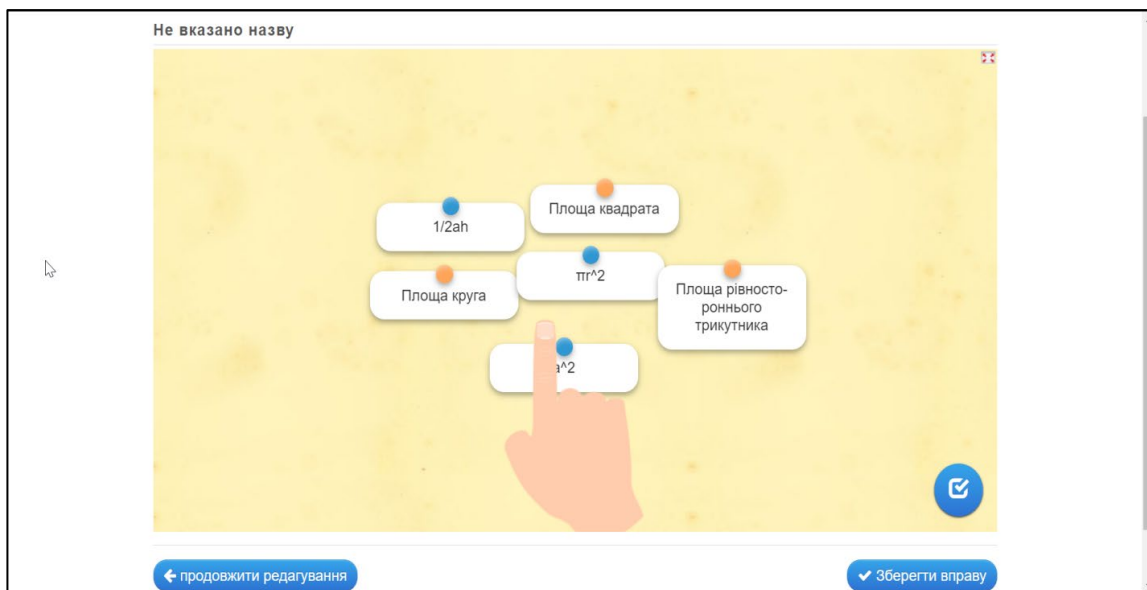 Не вказано назву
Площа квадрата
1/2ah
πr^2
Площа круга
Площа рівносто-
роннього
трикутника
a^2
продовжити редагування
Зберегти вправу